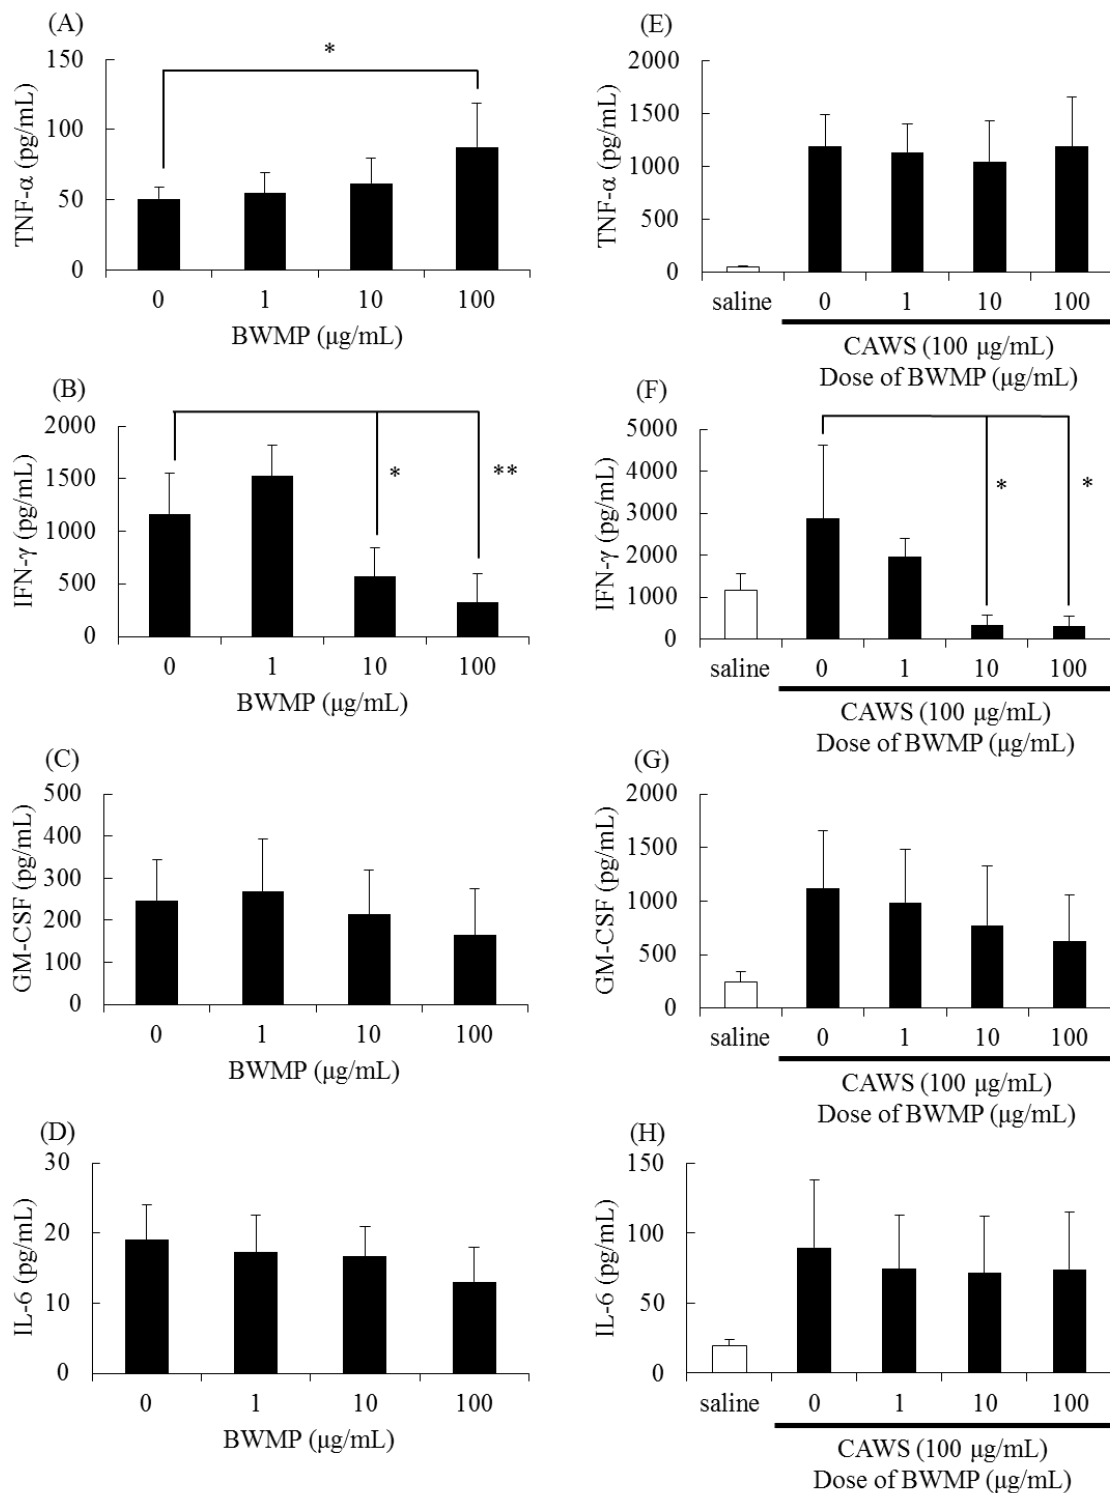 (A)
*
150
100
50
0
TNF-α (pg/mL)
0 1 10 100
BWMP (μg/mL)
(B)
2000
1500
1000
500
0
IFN-γ (pg/mL)
*
**
0 1 10 100
BWMP (μg/mL)
(C)
500
400
300
200
100
0
GM-CSF (pg/mL)
0 1 10 100
BWMP (μg/mL)
(D)
30
20
10
0
IL-6 (pg/mL)
0 1 10 100
BWMP (μg/mL)
(E)
2000
1500
1000
500
0
TNF-α (pg/mL)
saline 0 1 10 100
CAWS (100 μg/mL)
Dose of BWMP (μg/mL)
(F)
5000
4000
3000
2000
1000
0
IFN-γ (pg/mL)
*
*
saline 0 1 10 100
CAWS (100 μg/mL)
Dose of BWMP (μg/mL)
(G)
2000
1500
1000
500
0
GM-CSF (pg/mL)
saline 0 1 10 100
CAWS (100 μg/mL)
Dose of BWMP (μg/mL)
(H)
150
100
50
0
IL-6 (pg/mL)
saline 0 1 10 100
CAWS (100 μg/mL)
Dose of BWMP (μg/mL)